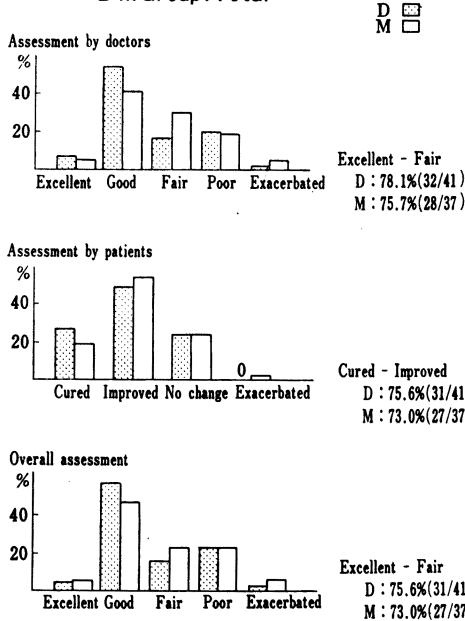 D
M
Assessment by doctors
%
40
20
Excellent Good Fair Poor Exacerbated
Excellent - Fair
D : 78.1%(32/41)
M : 75.7%(28/37)
Assessment by patients
%
40
20
0
Cured Improved No change Exacerbated
Cured - Improved
D : 75.6%(31/41
M : 73.0%(27/37
Overall assessment
%
40
20
Excellent Good Fair Poor Exacerbated
Excellent - Fair
D : 75.6%(31/41
M : 73.0%(27/37